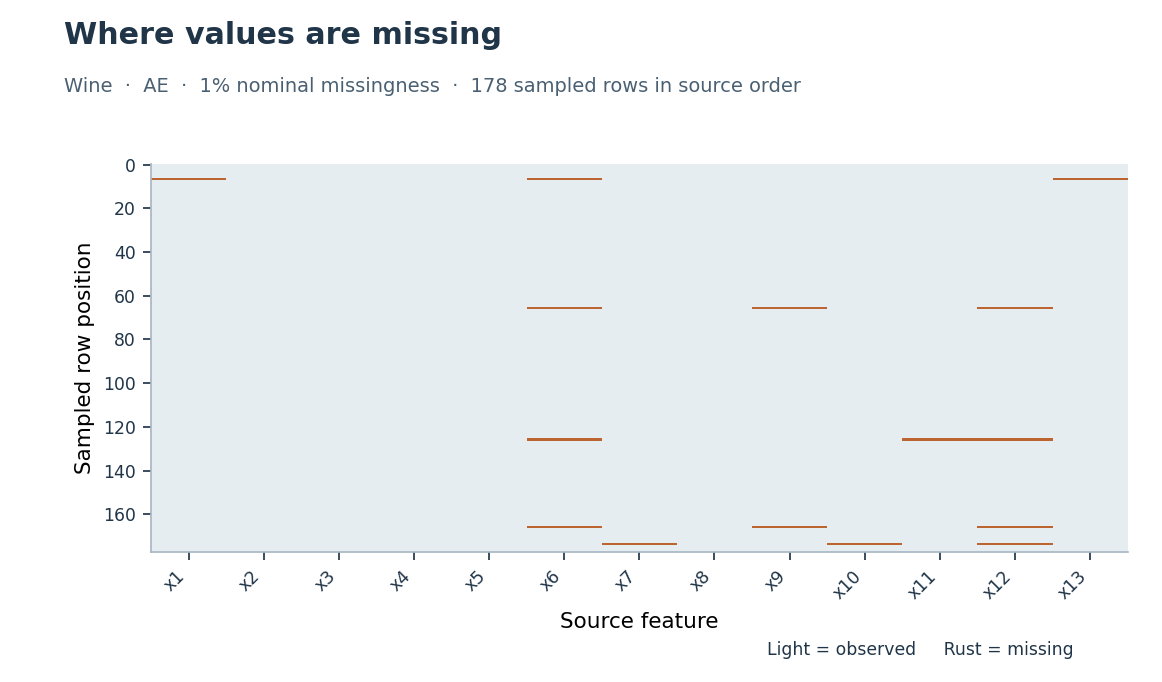 Where values are missing
Wine · AE · 1% nominal missingness · 178 sampled rows in source order
Sampled row position
0
20
40
60
80
100
120
140
160
x1 x2 x3 x4 x5 x6 x7 x8 x9 x10 x11 x12 x13
Source feature
Light = observed Rust = missing